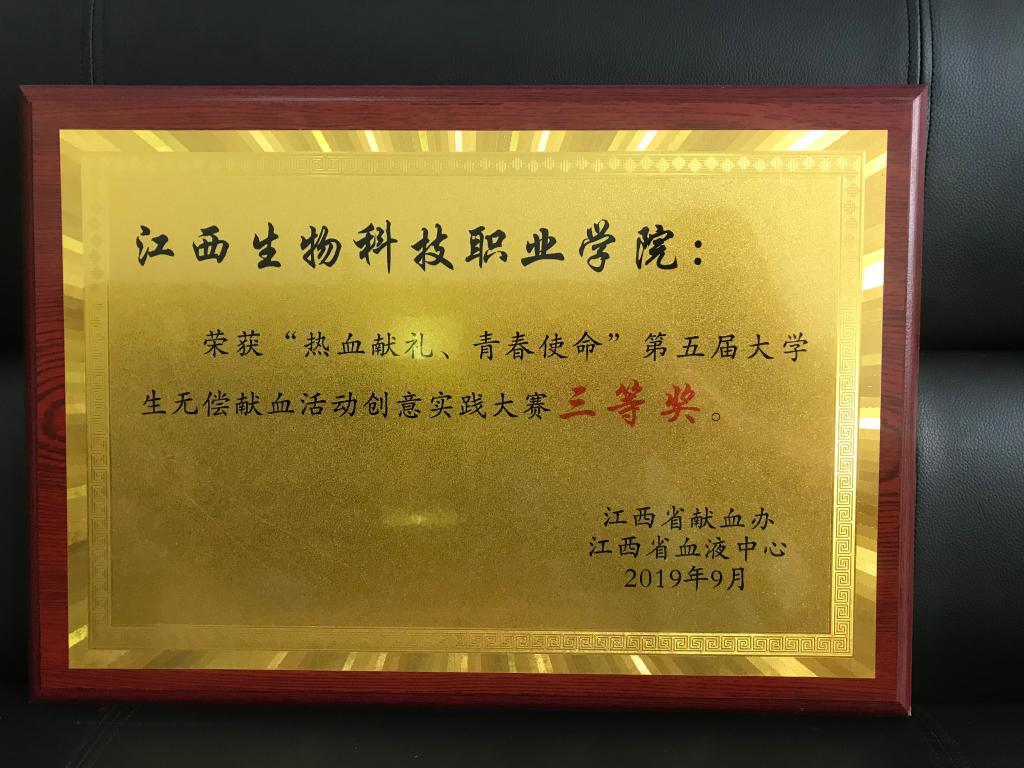 江西生物科技职业学院：
荣获“热血献礼、青春使命”第五届大学
生无偿献血活动创意实践大赛三等奖。
江西省献血办
江西省血液中心
2019年9月